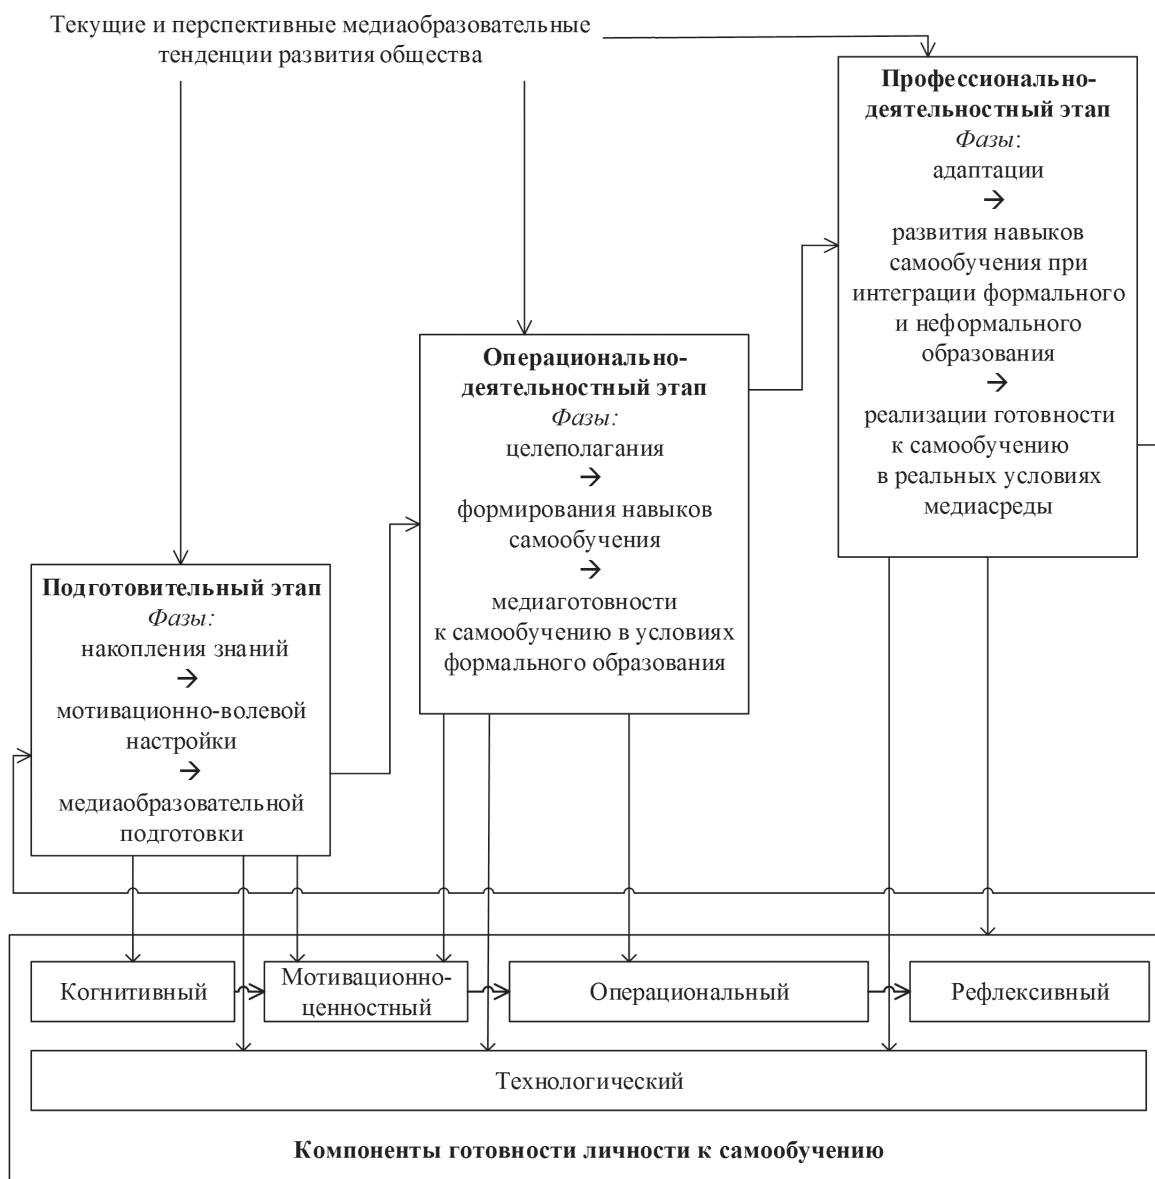 Текущие и перспективные медиаобразовательные
тенденции развития общества
Профессионально-
деятельностный этап
Фазы:
адаптации
→
развития навыков
самообучения при
интеграции формального
и неформального
образования
→
реализации готовности
к самообучению
в реальных условиях
медиасреды
Операционально-
деятельностный этап
Фазы:
целеполагания
→
формирования навыков
самообучения
→
медиаготовности
к самообучению в условиях
формального образования
Подготовительный этап
Фазы:
накопления знаний
→
мотивационно-волевой
настройки
→
медиаобразовательной
подготовки
Когнитивный
Мотивационно-
ценностный
Операциональный
Рефлексивный
Технологический
Компоненты готовности личности к самообучению